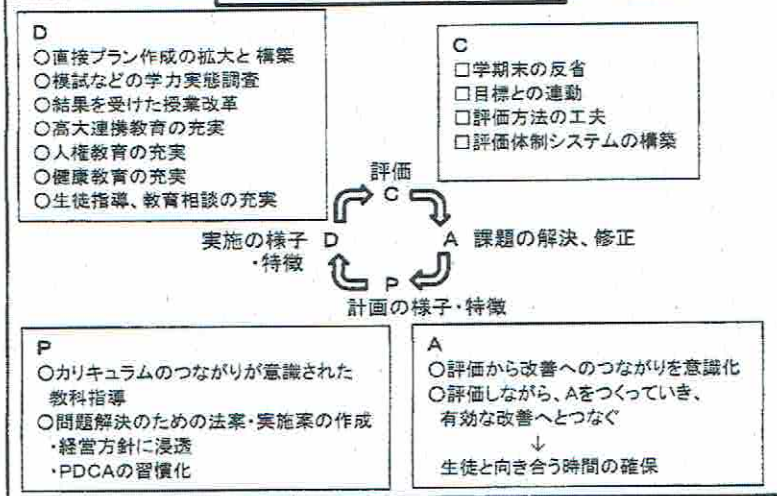 D
○直接プラン作成の拡大と構築
○模試などの学力実態調査
○結果を受けた授業改革
○高大連携教育の充実
○人権教育の充実
○健康教育の充実
○生徒指導、教育相談の充実
C
□学期末の反省
□目標との連動
□評価方法の工夫
□評価体制システムの構築
評価
C
実施の様子 D
・特徴
A 課題の解決、修正
P
計画の様子・特徴
P
○カリキュラムのつながりが意識された
教科指導
○問題解決のための法案・実施案の作成
・経営方針に浸透
・PDCAの習慣化
A
○評価から改善へのつながりを意識化
○評価しながら、Aをつくっていき、
有効な改善へとつなぐ
↓
生徒と向き合う時間の確保